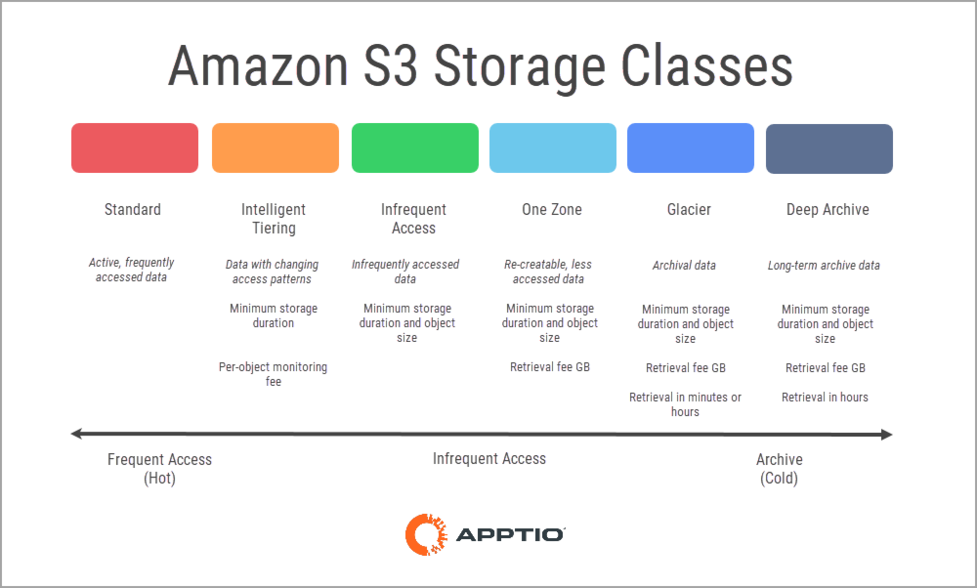 Amazon S3 Storage Classes
Standard
Intelligent
Tiering
Infrequent
Access
One Zone
Glacier
Deep Archive
Active, frequently
accessed data
Data with changing
access patterns
Infrequently accessed
data
Re-creatable, less
accessed data
Archival data
Long-term archive data
Minimum storage
duration
Minimum storage
duration and object
size
Minimum storage
duration and object
size
Minimum storage
duration and object
size
Minimum storage
duration and object
size
Per-object monitoring
fee
Retrieval fee GB
Retrieval fee GB
Retrieval fee GB
Retrieval in minutes or
hours
Retrieval in hours
Frequent Access
(Hot)
Infrequent Access
Archive
(Cold)
APPTIO